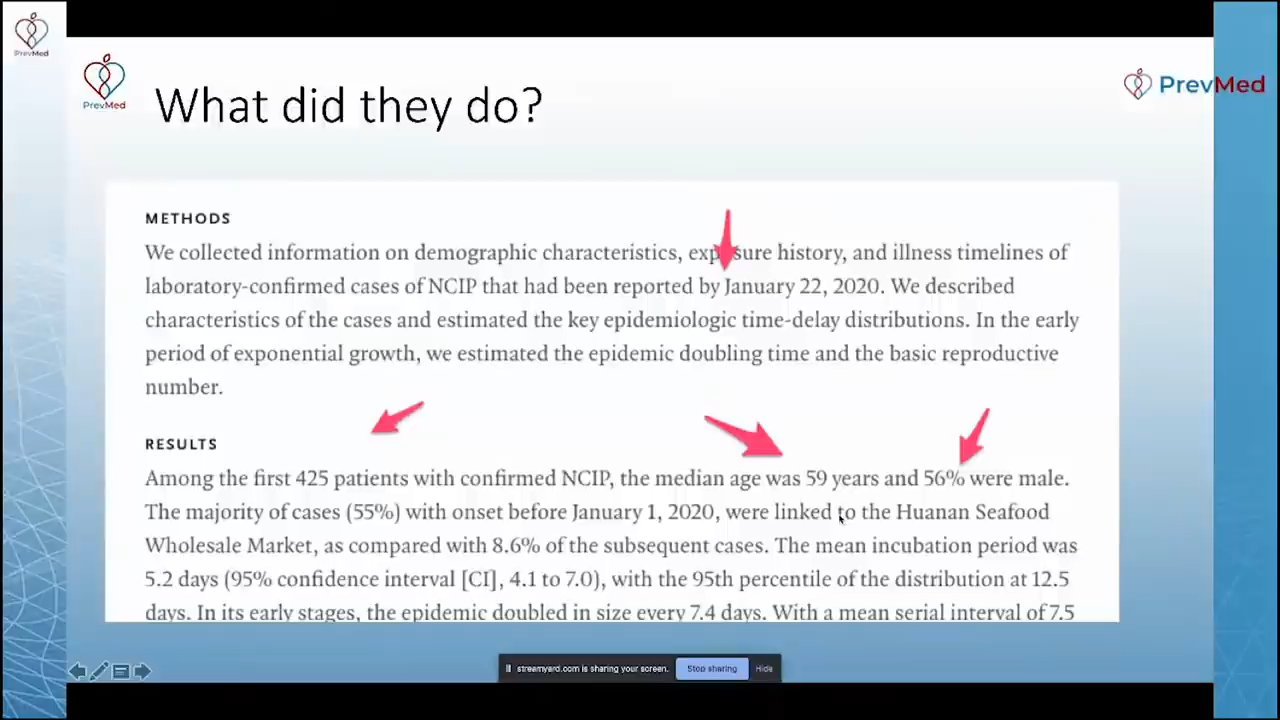 PrevMed
PrevMed
What did they do?
PrevMed
METHODS
We collected information on demographic characteristics, exposure history, and illness timelines of
laboratory-confirmed cases of NCIP that had been reported by January 22, 2020. We described
characteristics of the cases and estimated the key epidemiologic time-delay distributions. In the early
period of exponential growth, we estimated the epidemic doubling time and the basic reproductive
number.
RESULTS
Among the first 425 patients with confirmed NCIP, the median age was 59 years and 56% were male.
The majority of cases (55%) with onset before January 1, 2020, were linked to the Huanan Seafood
Wholesale Market, as compared with 8.6% of the subsequent cases. The mean incubation period was
5.2 days (95% confidence interval [CI], 4.1 to 7.0), with the 95th percentile of the distribution at 12.5
days. In its early stages, the epidemic doubled in size every 7.4 days. With a mean serial interval of 7.5
streamyard.com is sharing your screen. Stop sharing Hide